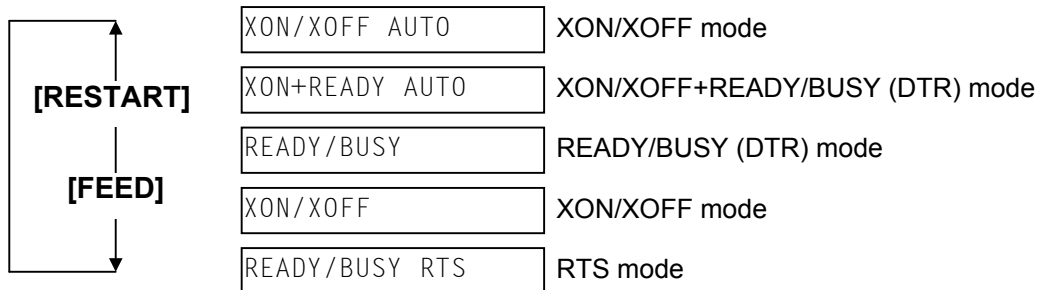 XON/XOFF AUTO XON/XOFF mode
[RESTART] XON+READY AUTO XON/XOFF+READY/BUSY (DTR) mode
READY/BUSY READY/BUSY (DTR) mode
[FEED]
XON/XOFF XON/XOFF mode
READY/BUSY RTS RTS mode